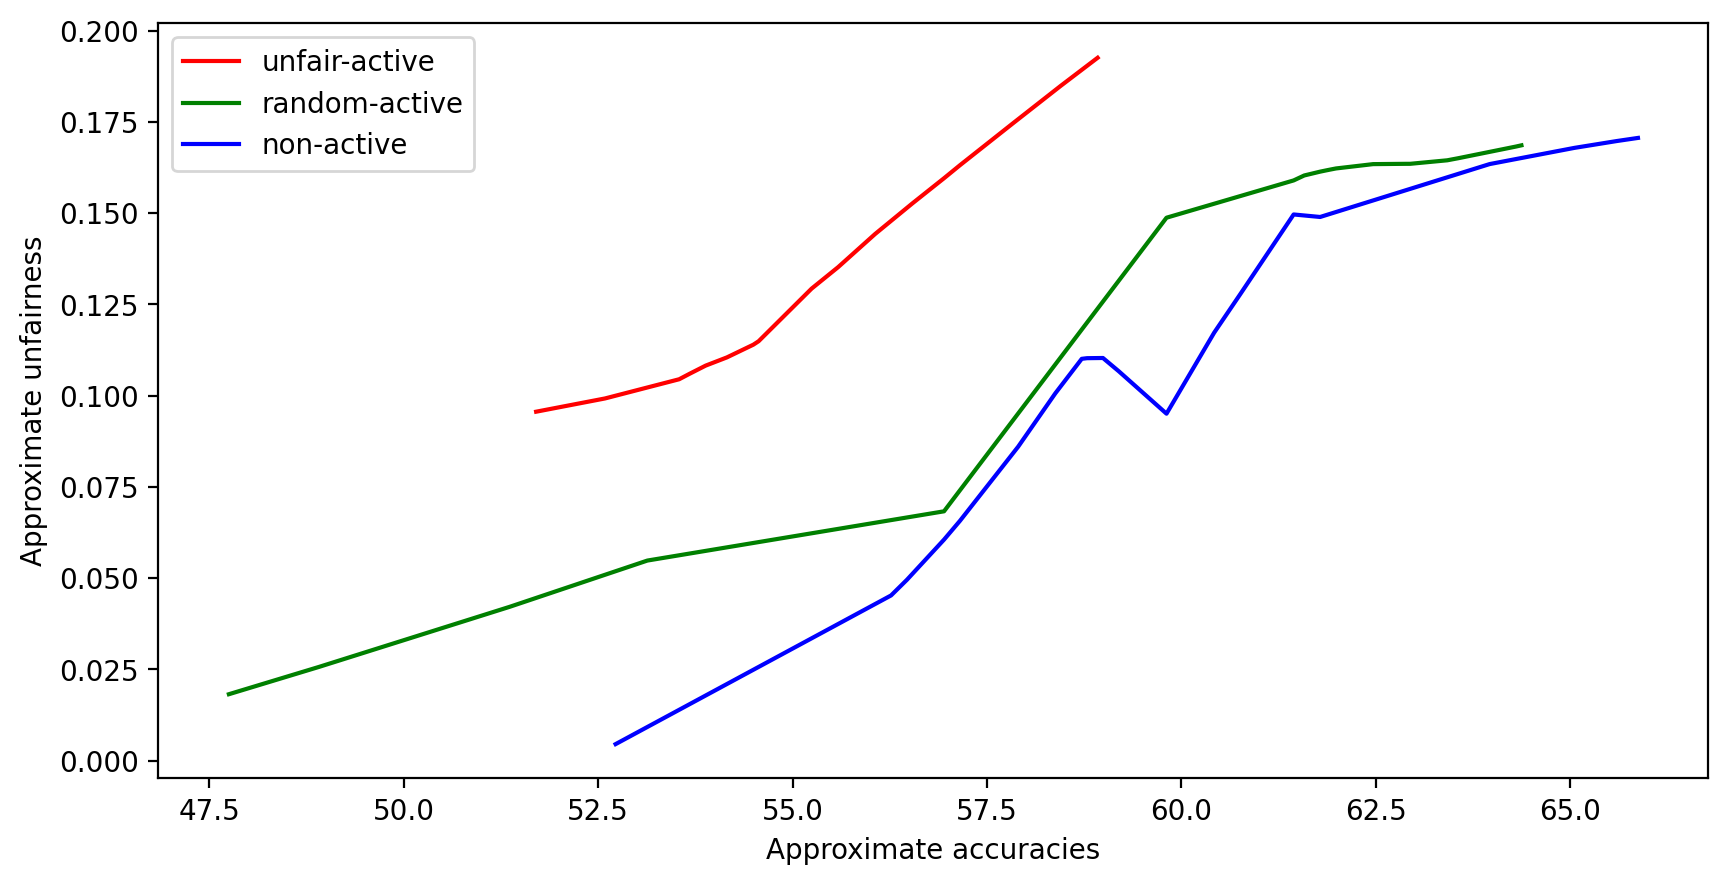 0.200
0.175
0.150
0.125
0.100
0.075
0.050
0.025
0.000
Approximate unfairness
unfair-active
random-active
non-active
47.5 50.0 52.5 55.0 57.5 60.0 62.5 65.0
Approximate accuracies